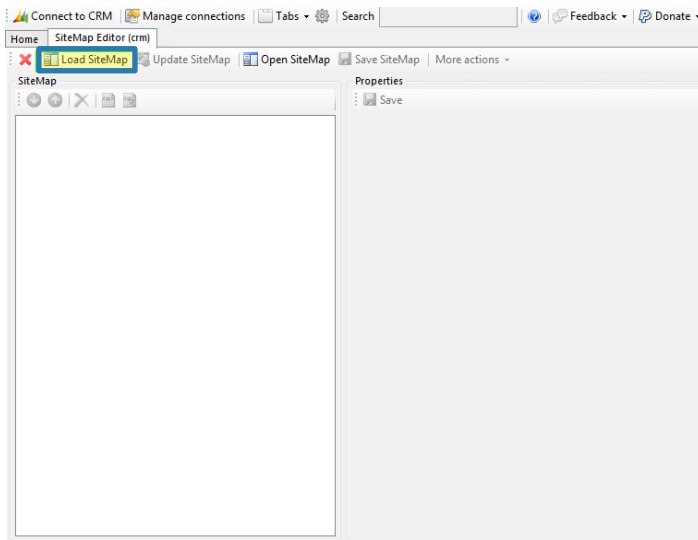 Connect to CRM Manage connections Tabs Search Feedback Donate
Home SiteMap Editor (crm)
Load SiteMap Update SiteMap Open SiteMap Save SiteMap More actions
SiteMap Properties
Save